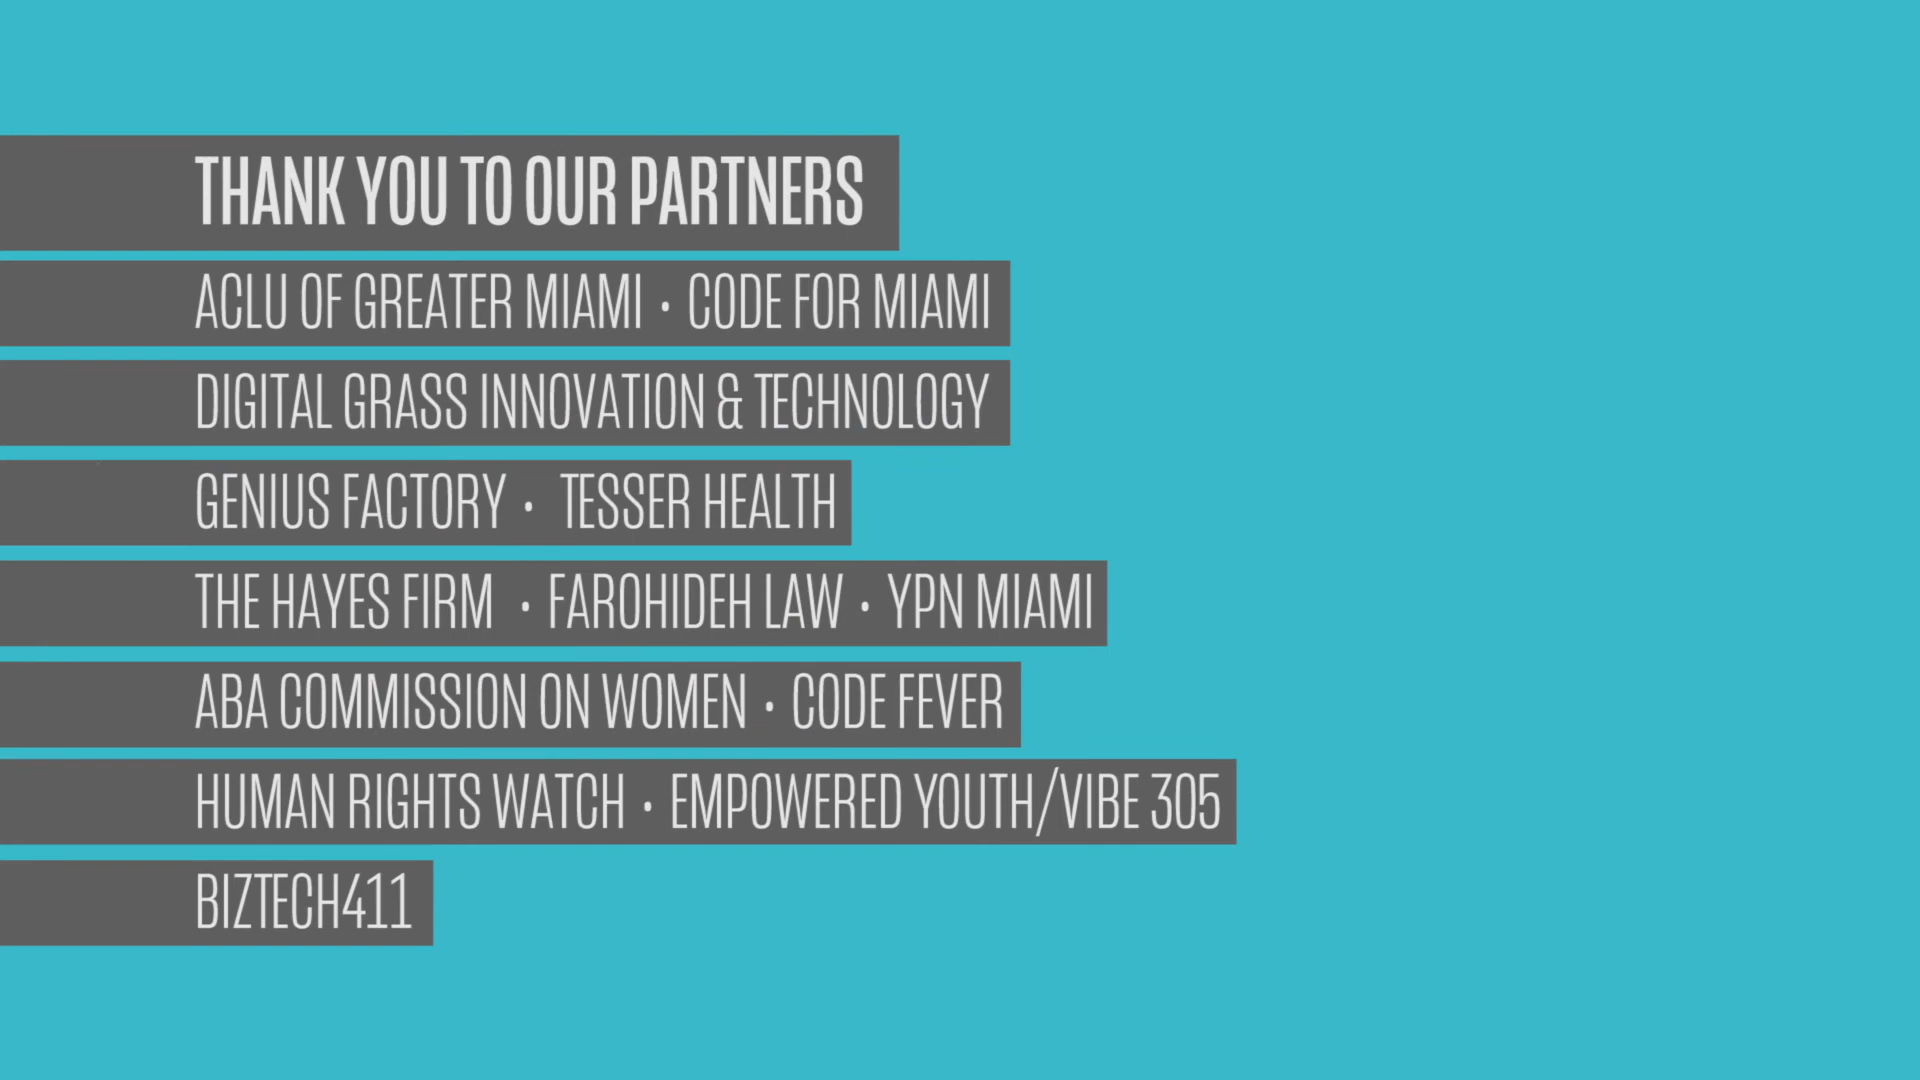 THANK YOU TO OUR PARTNERS
ACLU OF GREATER MIAMI • CODE FOR MIAMI
DIGITAL GRASS INNOVATION & TECHNOLOGY
GENIUS FACTORY • TESSER HEALTH
THE HAYES FIRM • FAROHIDEH LAW • YPN MIAMI
ABA COMMISSION ON WOMEN • CODE FEVER
HUMAN RIGHTS WATCH • EMPOWERED YOUTH/VIBE 305
BIZTECH411